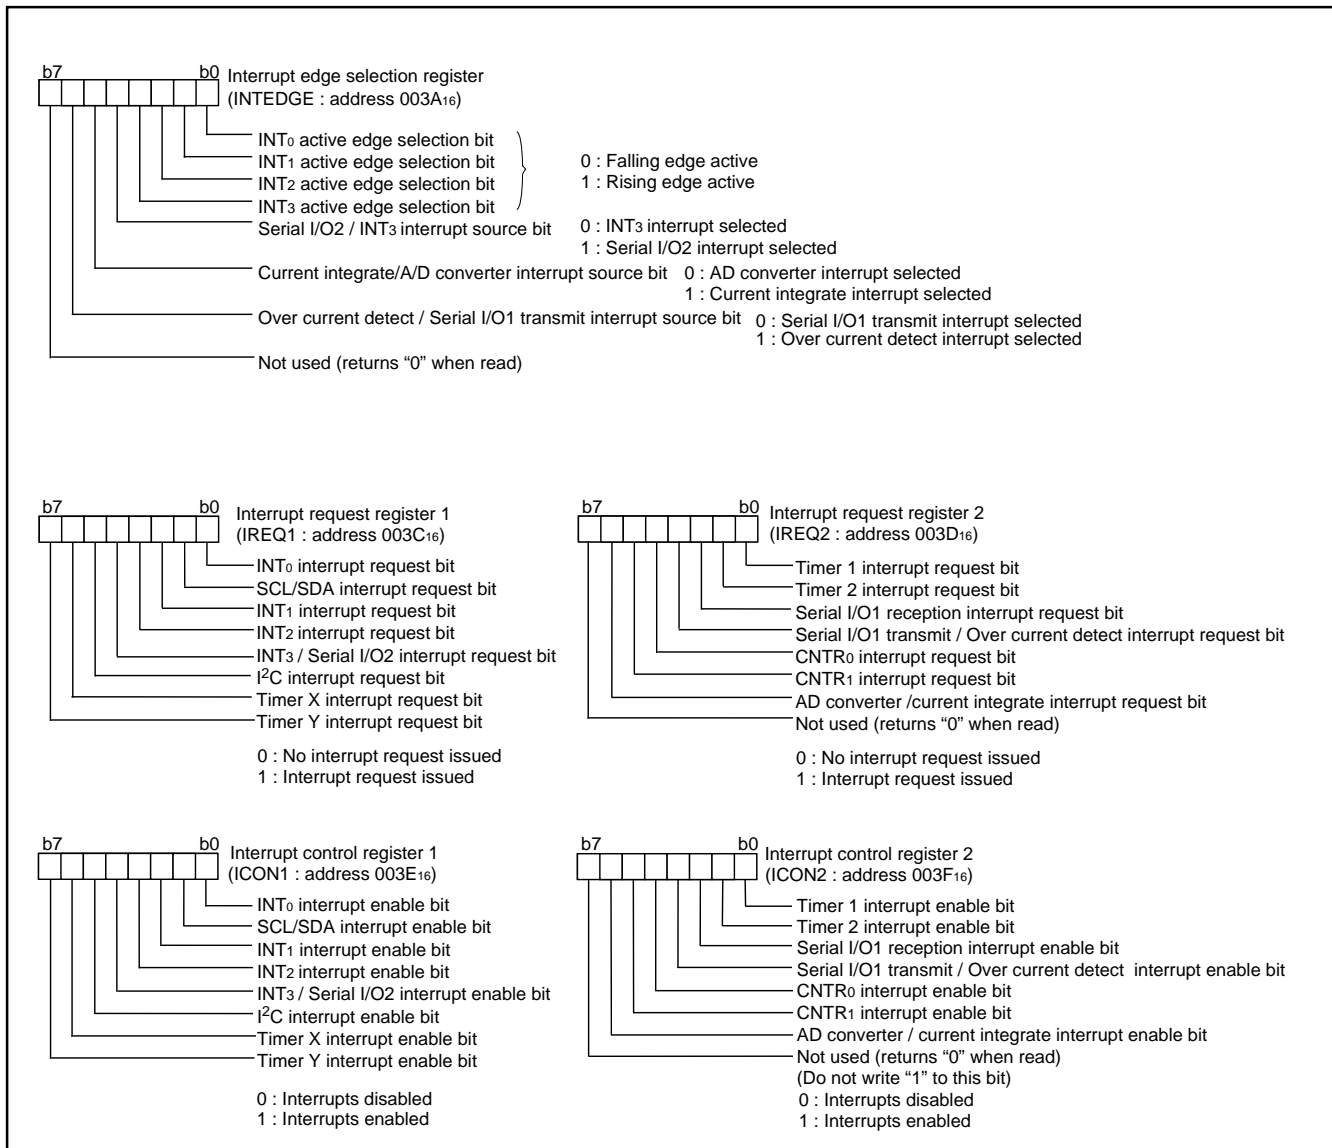 b7 b0 Interrupt edge selection register
(INTEDGE : address 003A16)
INT0 active edge selection bit
INT1 active edge selection bit
INT2 active edge selection bit
INT3 active edge selection bit
0 : Falling edge active
1 : Rising edge active
Serial I/O2 / INT3 interrupt source bit 0 : INT3 interrupt selected
1 : Serial I/O2 interrupt selected
Current integrate/A/D converter interrupt source bit 0 : AD converter interrupt selected
1 : Current integrate interrupt selected
Over current detect / Serial I/O1 transmit interrupt source bit 0 : Serial I/O1 transmit interrupt selected
1 : Over current detect interrupt selected
Not used (returns “0” when read)
b7 b0 Interrupt request register 1
(IREQ1 : address 003C16)
INT0 interrupt request bit
SCL/SDA interrupt request bit
INT1 interrupt request bit
INT2 interrupt request bit
INT3 / Serial I/O2 interrupt request bit
I2C interrupt request bit
Timer X interrupt request bit
Timer Y interrupt request bit
0 : No interrupt request issued
1 : Interrupt request issued
b7 b0 Interrupt request register 2
(IREQ2 : address 003D16)
Timer 1 interrupt request bit
Timer 2 interrupt request bit
Serial I/O1 reception interrupt request bit
Serial I/O1 transmit / Over current detect interrupt request bit
CNTR0 interrupt request bit
CNTR1 interrupt request bit
AD converter /current integrate interrupt request bit
Not used (returns “0” when read)
0 : No interrupt request issued
1 : Interrupt request issued
b7 b0 Interrupt control register 1
(ICON1 : address 003E16)
INT0 interrupt enable bit
SCL/SDA interrupt enable bit
INT1 interrupt enable bit
INT2 interrupt enable bit
INT3 / Serial I/O2 interrupt enable bit
I2C interrupt enable bit
Timer X interrupt enable bit
Timer Y interrupt enable bit
0 : Interrupts disabled
1 : Interrupts enabled
b7 b0 Interrupt control register 2
(ICON2 : address 003F16)
Timer 1 interrupt enable bit
Timer 2 interrupt enable bit
Serial I/O1 reception interrupt enable bit
Serial I/O1 transmit / Over current detect interrupt enable bit
CNTR0 interrupt enable bit
CNTR1 interrupt enable bit
AD converter / current integrate interrupt enable bit
Not used (returns “0” when read)
(Do not write “1” to this bit)
0 : Interrupts disabled
1 : Interrupts enabled